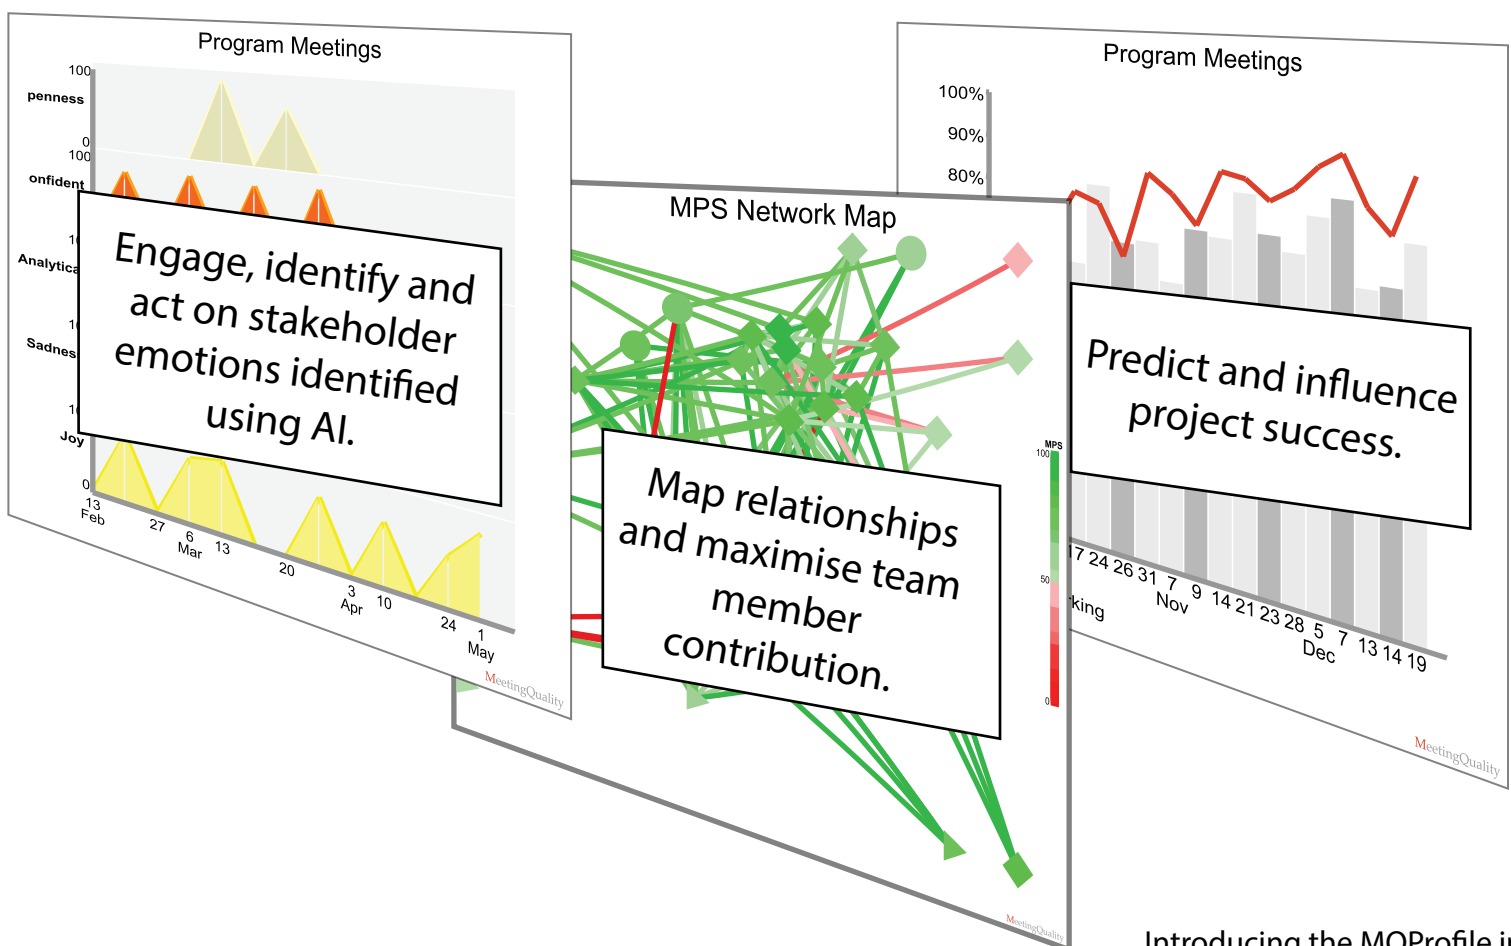 Program Meetings
100
penness
0
100
onfident
Analytica
Sadnes
Joy
0
13
Feb
27
6
Mar
13
20
3
Apr
10
24
1
May
MeetingQuality
Engage, identify and
act on stakeholder
emotions identified
using AI.
MPS Network Map
MPS
100
50
0
Map relationships
and maximise team
member
contribution.
MeetingQuality
Program Meetings
100%
90%
80%
Predict and influence
project success.
17 24 26 31 7 9 14 21 23 28 5 7 13 14 19
Nov
Dec
king
MeetingQuality
Introducing the MQProfile i